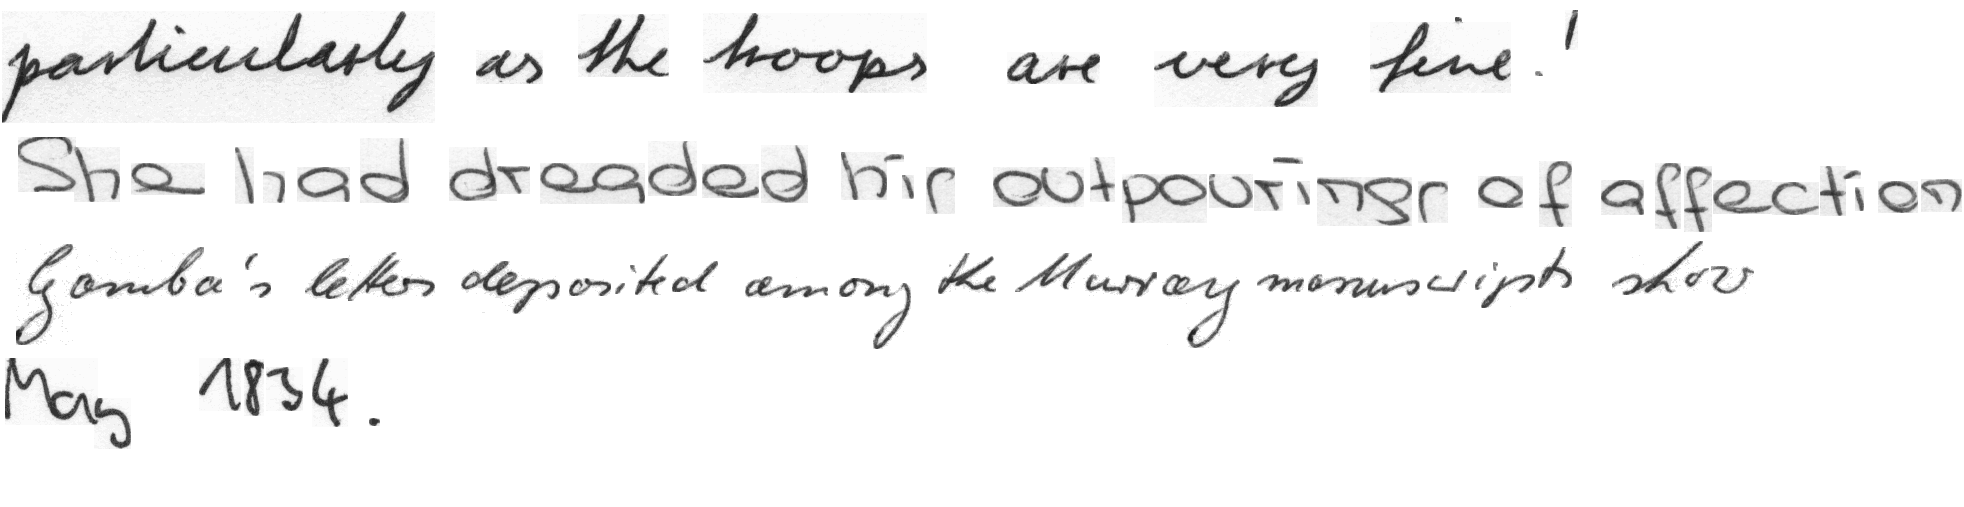 particularly as the troops are very fine!
She had dreaded his outpourings of affection
Gamba's letters deposited among the Murray manuscripts show
May 1834.